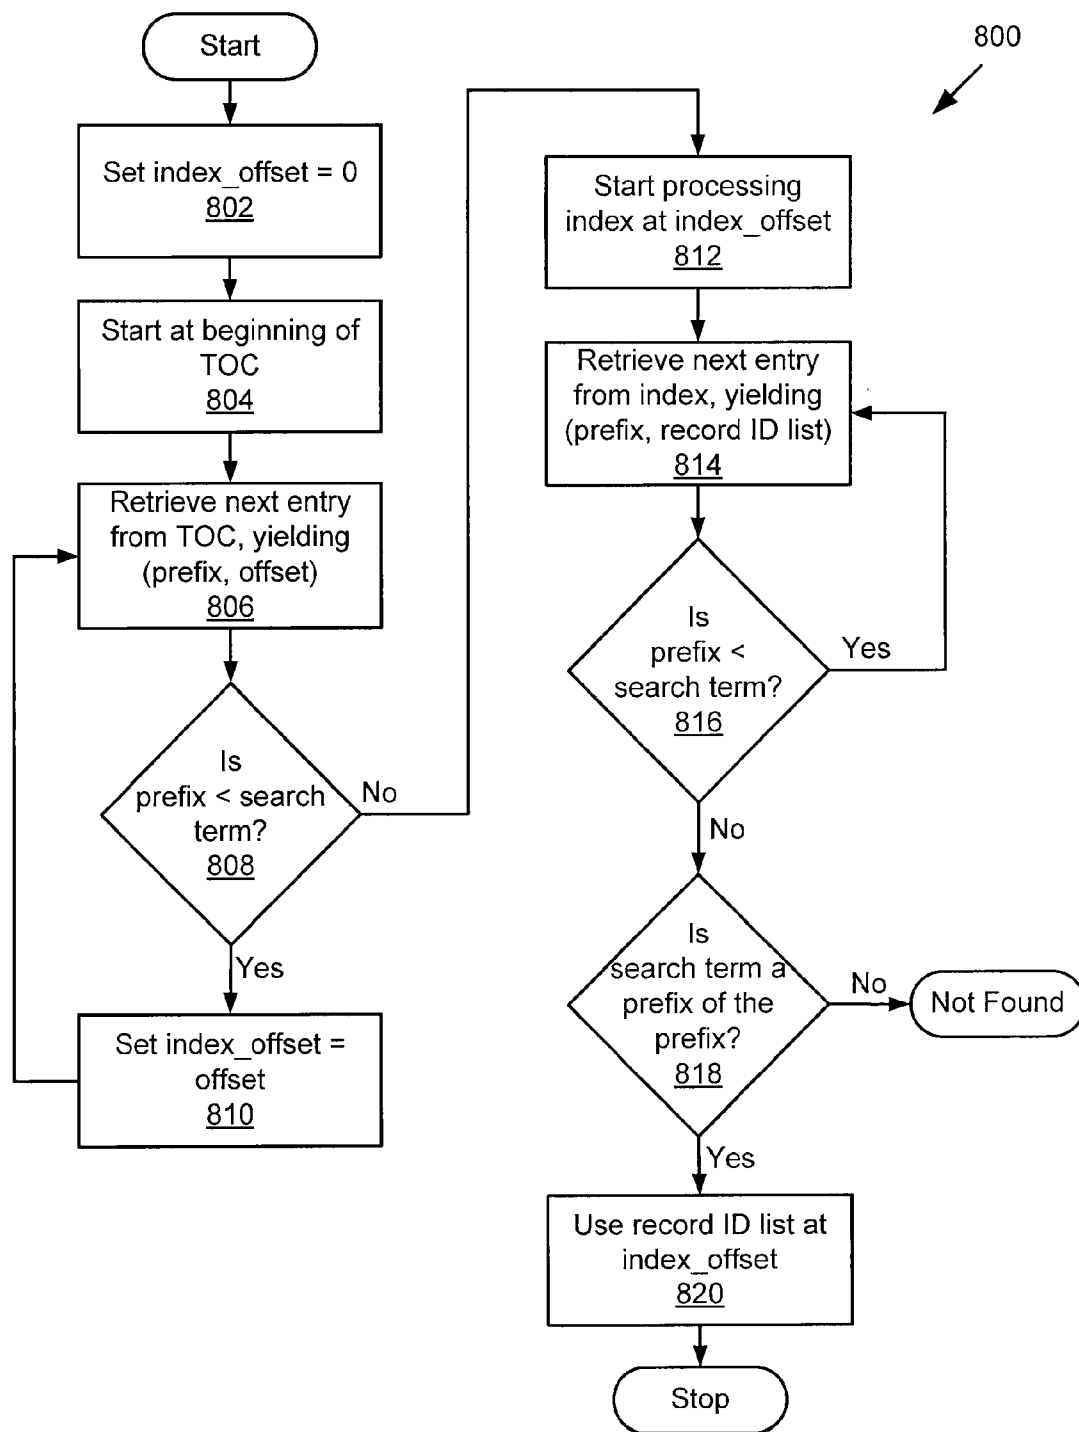 Start
800
Set index_offset = 0
802
Start at beginning of
TOC
804
Retrieve next entry
from TOC, yielding
(prefix, offset)
806
Is
prefix < search
term?
808
No
Yes
Set index_offset =
offset
810
Start processing
index at index_offset
812
Retrieve next entry
from index, yielding
(prefix, record ID list)
814
Is
prefix <
search term?
816
Yes
No
Is
search term a
prefix of the
prefix?
818
No
Not Found
Yes
Use record ID list at
index_offset
820
Stop